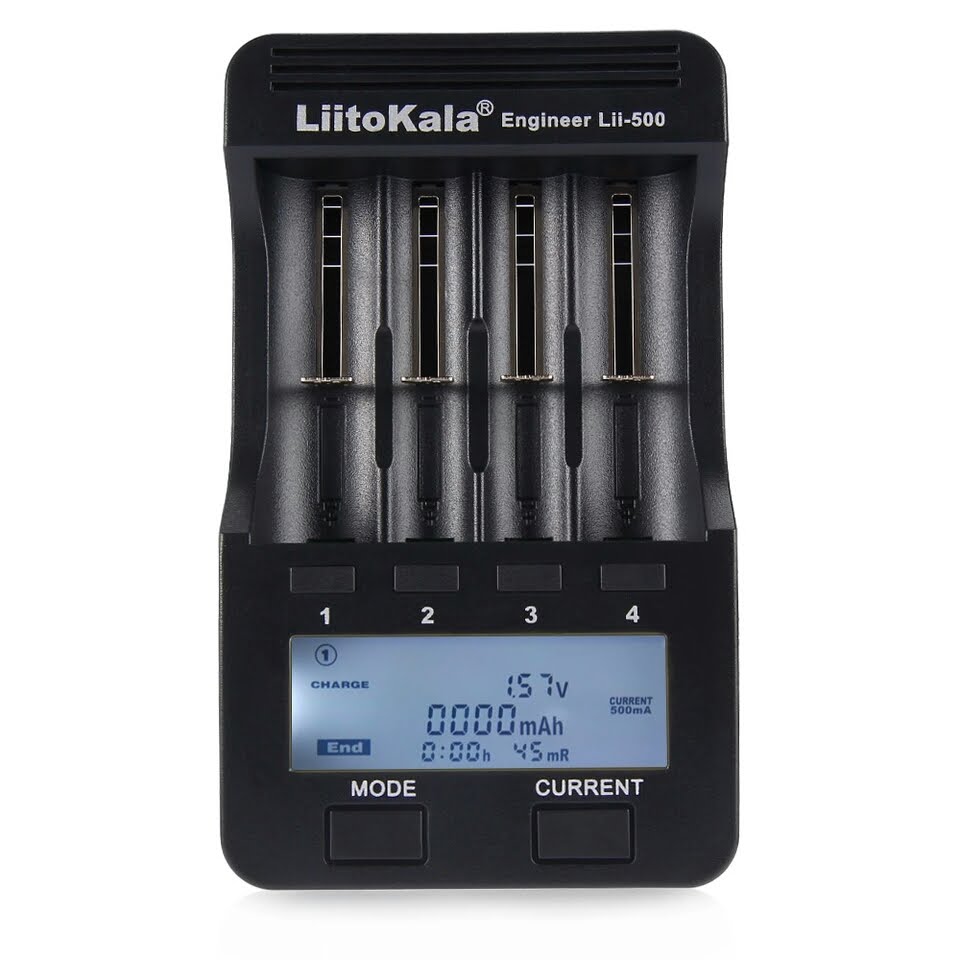 LiitoKala® Engineer Lii-500
1 2 3 4
①
CHARGE 1.57V
CURRENT
500mA
0000mAh
End 0:00h 45mR
MODE CURRENT